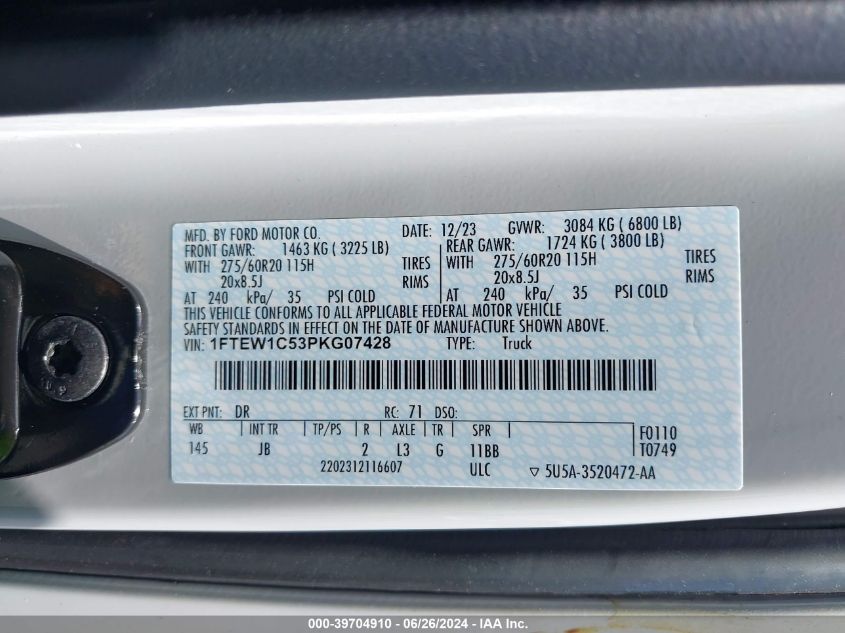 MFD. BY FORD MOTOR CO. DATE: 12/23 GVWR: 3084 KG ( 6800 LB)
FRONT GAWR: 1463 KG ( 3225 LB) REAR GAWR: 1724 KG ( 3800 LB)
WITH 275/60R20 115H TIRES WITH 275/60R20 115H TIRES
20x8.5J RIMS 20x8.5J RIMS
AT 240 kPa/ 35 PSI COLD AT 240 kPa/ 35 PSI COLD
THIS VEHICLE CONFORMS TO ALL APPLICABLE FEDERAL MOTOR VEHICLE
SAFETY STANDARDS IN EFFECT ON THE DATE OF MANUFACTURE SHOWN ABOVE.
VIN: 1FTEW1C53PKG07428 TYPE: Truck
EXT PNT: DR RC: 71 DSO:
WB INT TR TP/PS R AXLE TR SPR F0110
145 JB 2 L3 G 11BB T0749
2202312116607 ULC ▽ 5U5A-3520472-AA
10.9
000-39704910 / 06/26/2024 - IAA Inc.